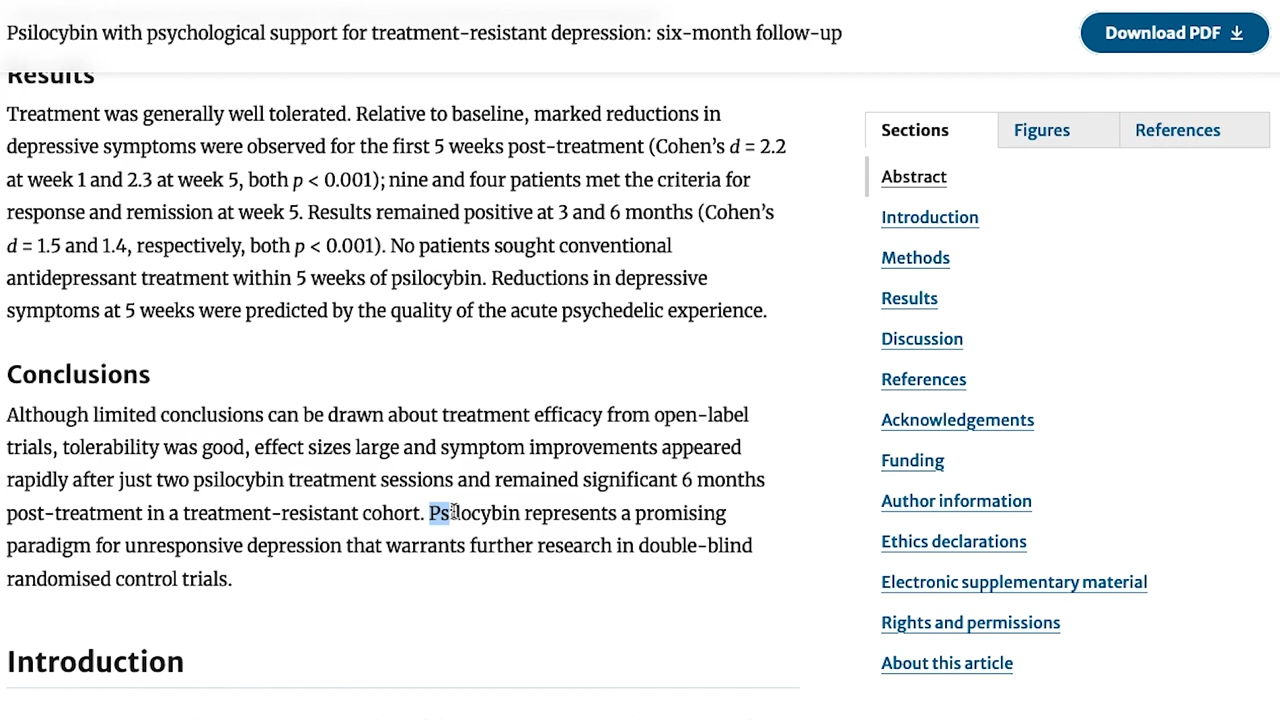 Psilocybin with psychological support for treatment-resistant depression: six-month follow-up
Download PDF
Results
Treatment was generally well tolerated. Relative to baseline, marked reductions in
depressive symptoms were observed for the first 5 weeks post-treatment (Cohen's d = 2.2
at week 1 and 2.3 at week 5, both p < 0.001); nine and four patients met the criteria for
response and remission at week 5. Results remained positive at 3 and 6 months (Cohen's
d = 1.5 and 1.4, respectively, both p < 0.001). No patients sought conventional
antidepressant treatment within 5 weeks of psilocybin. Reductions in depressive
symptoms at 5 weeks were predicted by the quality of the acute psychedelic experience.
Conclusions
Although limited conclusions can be drawn about treatment efficacy from open-label
trials, tolerability was good, effect sizes large and symptom improvements appeared
rapidly after just two psilocybin treatment sessions and remained significant 6 months
post-treatment in a treatment-resistant cohort. Psilocybin represents a promising
paradigm for unresponsive depression that warrants further research in double-blind
randomised control trials.
Introduction
Sections
Figures
References
Abstract
Introduction
Methods
Results
Discussion
References
Acknowledgements
Funding
Author information
Ethics declarations
Electronic supplementary material
Rights and permissions
About this article